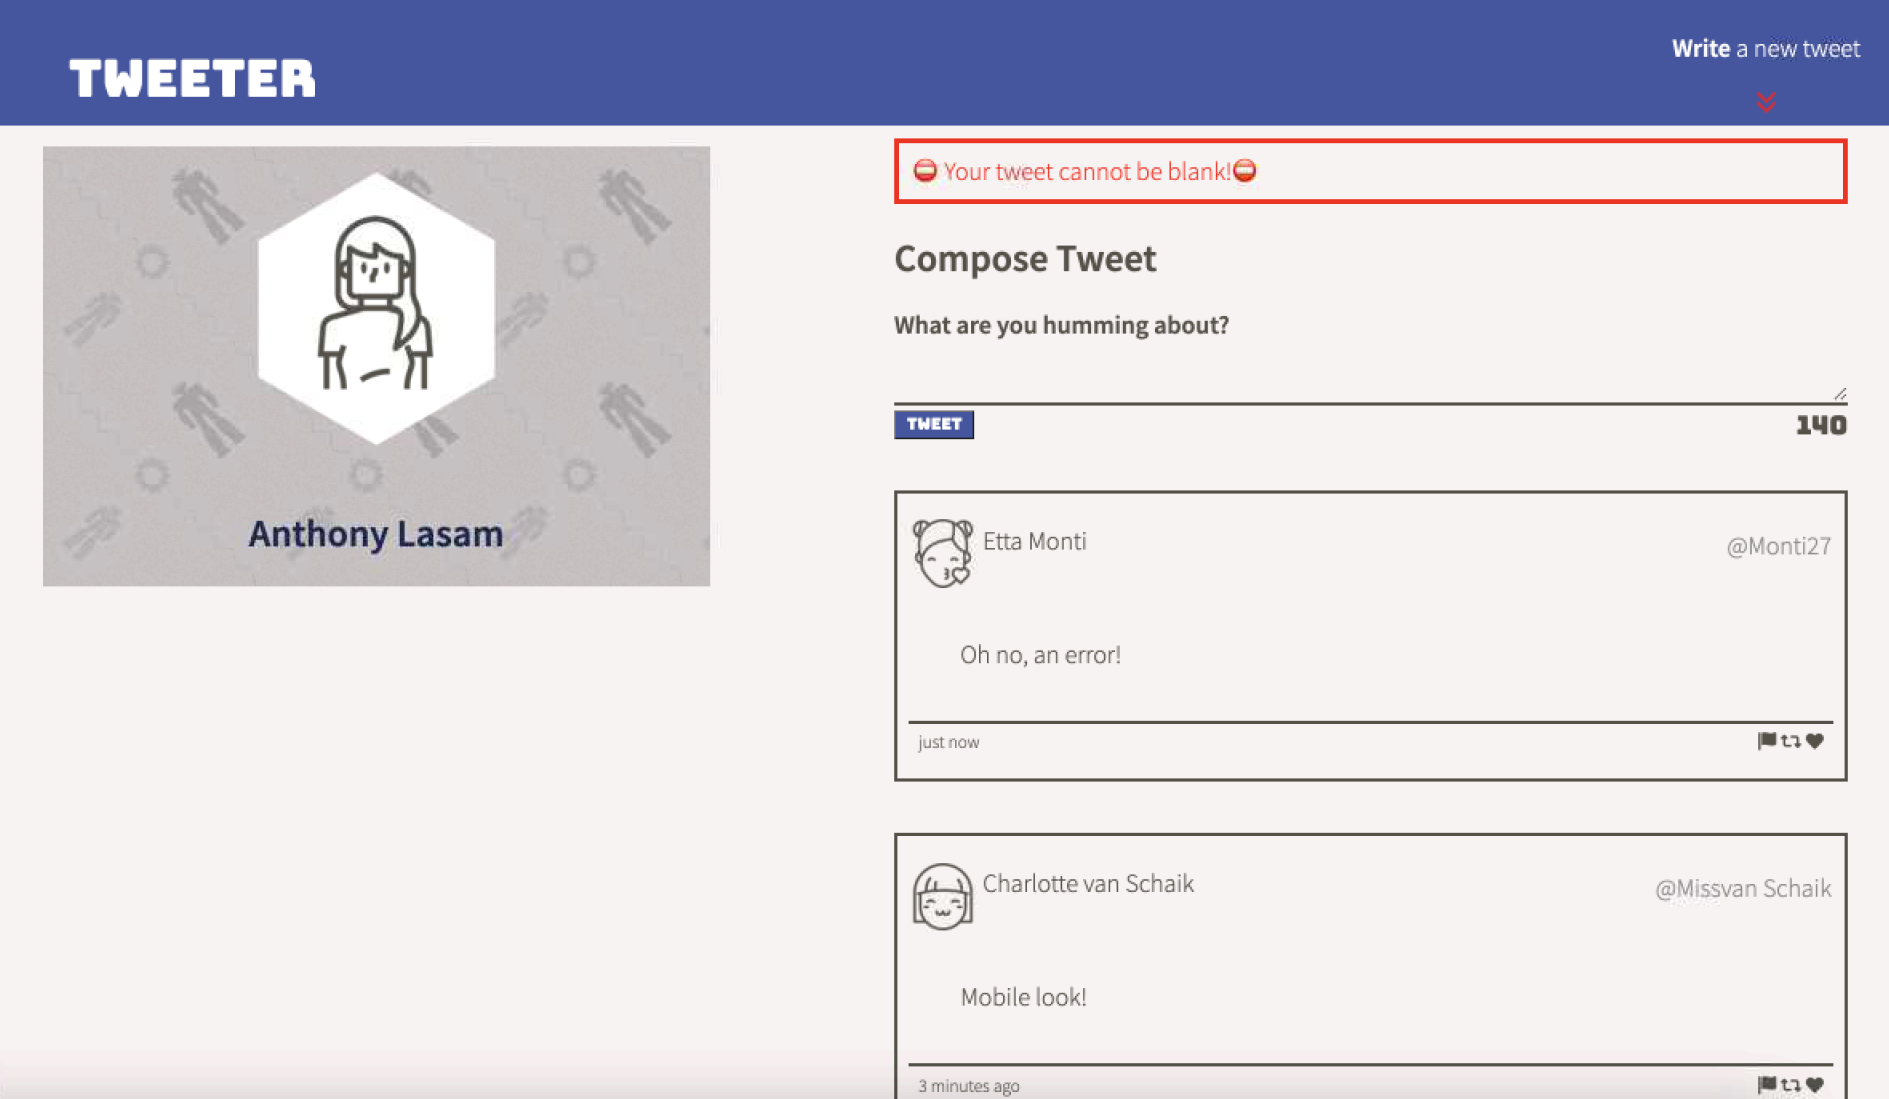 TWEETER
Write a new tweet
Anthony Lasam
⛔ Your tweet cannot be blank!⛔
Compose Tweet
What are you humming about?
TWEET
140
Etta Monti
@Monti27
Oh no, an error!
just now
Charlotte van Schaik
@Missvan Schaik
Mobile look!
3 minutes ago